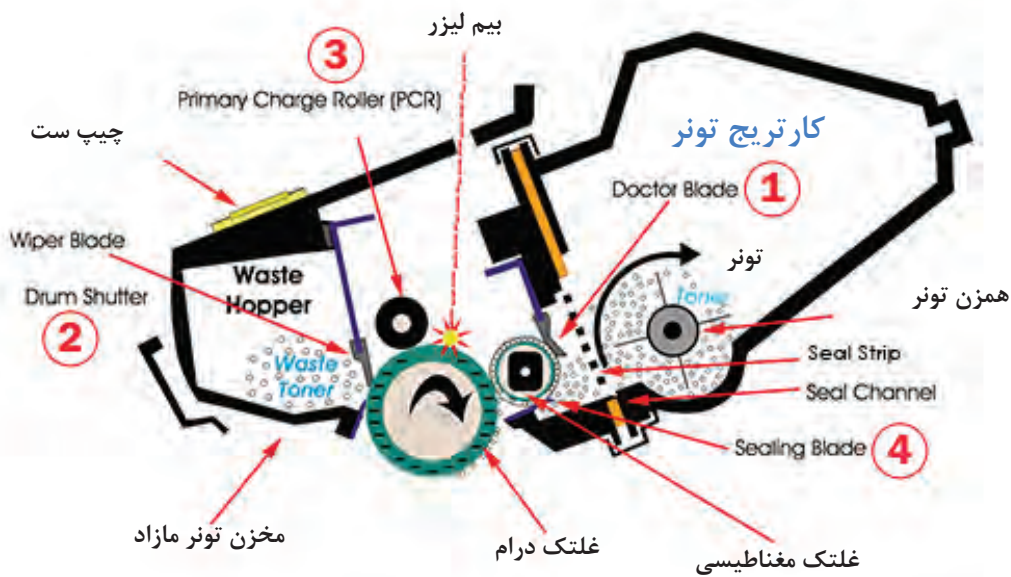 بیم لیزر
3
Primary Charge Roller (PCR)
چیپ ست
کارتریج تونر
Doctor Blade 1
Wiper Blade
Waste
Hopper
تونر
Toner
همزن تونر
Drum Shutter
2
Seal Strip
Waste
Toner
Seal Channel
Sealing Blade 4
مخزن تونر مازاد
غلتک درام
غلتک مغناطیسی